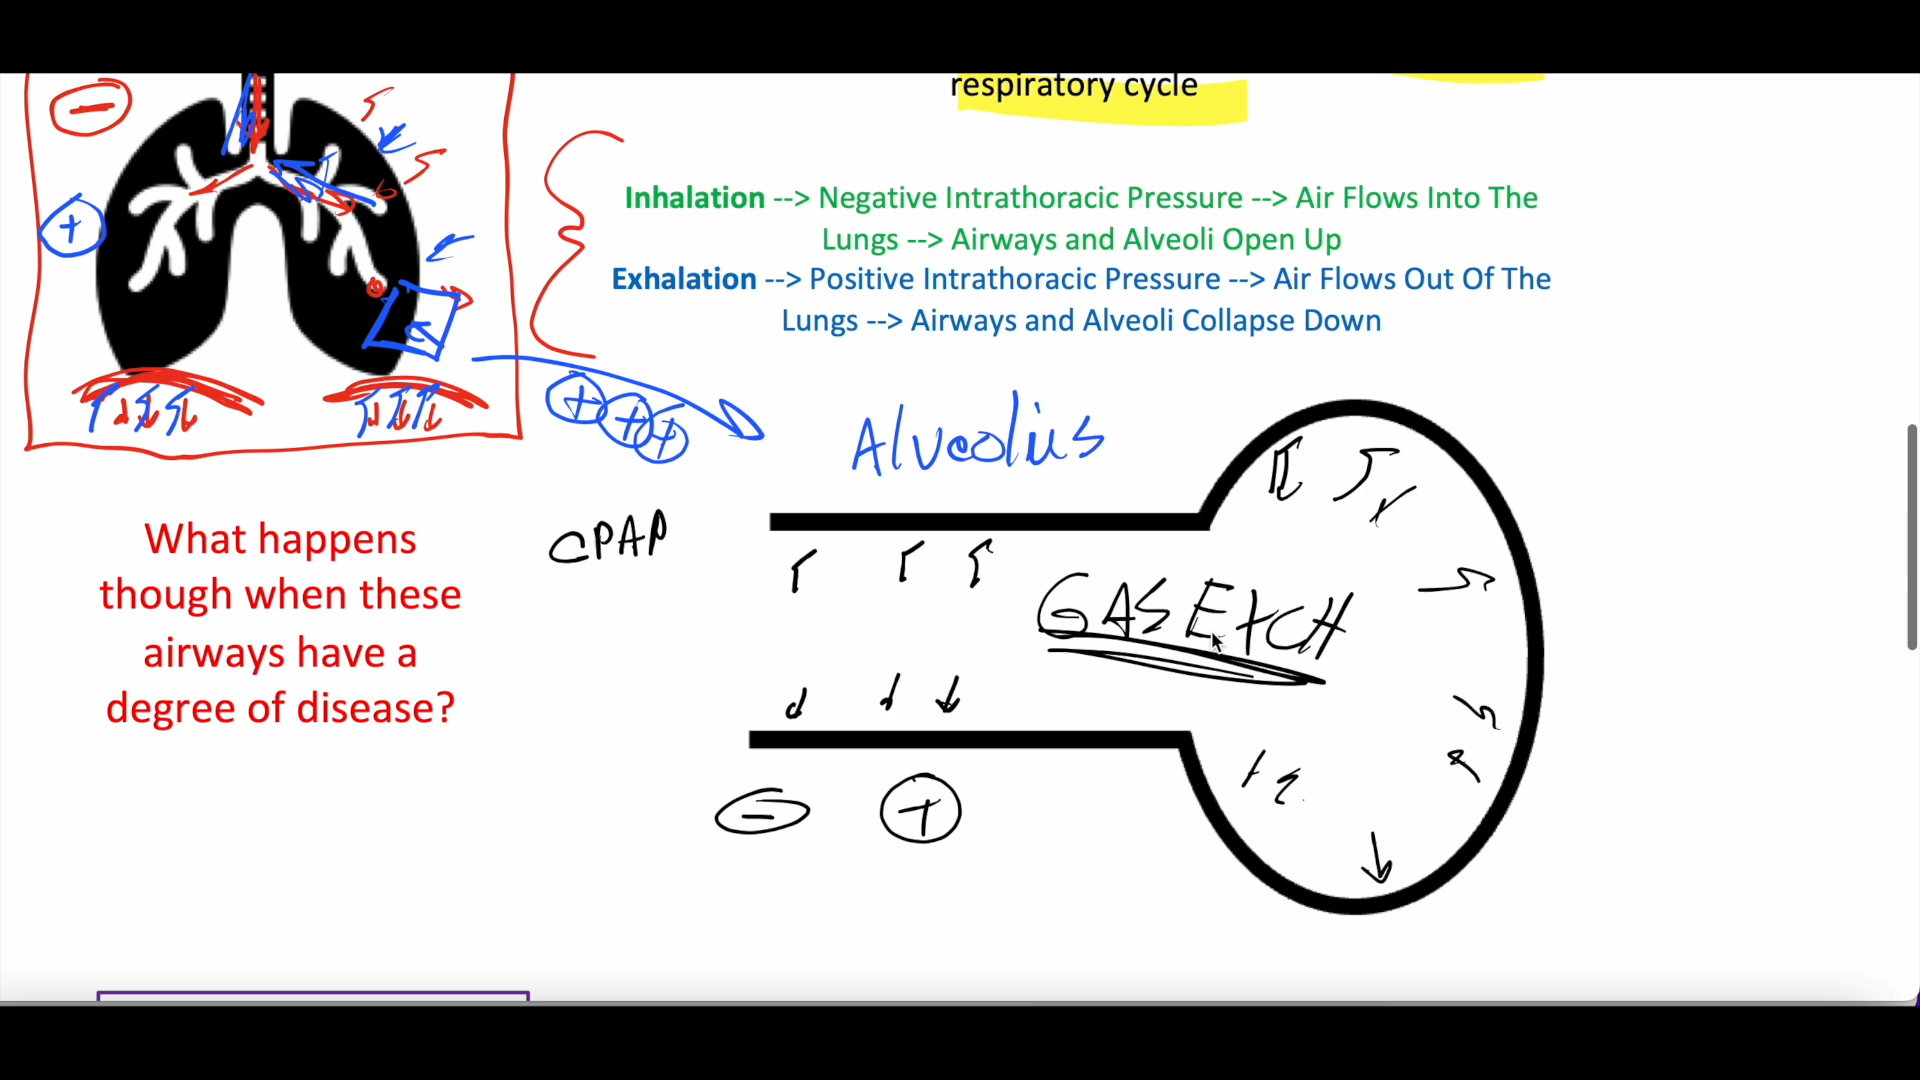 respiratory cycle
Inhalation --> Negative Intrathoracic Pressure --> Air Flows Into The
Lungs --> Airways and Alveoli Open Up
Exhalation --> Positive Intrathoracic Pressure --> Air Flows Out Of The
Lungs --> Airways and Alveoli Collapse Down
Alveolus
CPAP
What happens
though when these
airways have a
degree of disease?
GAS EXCH